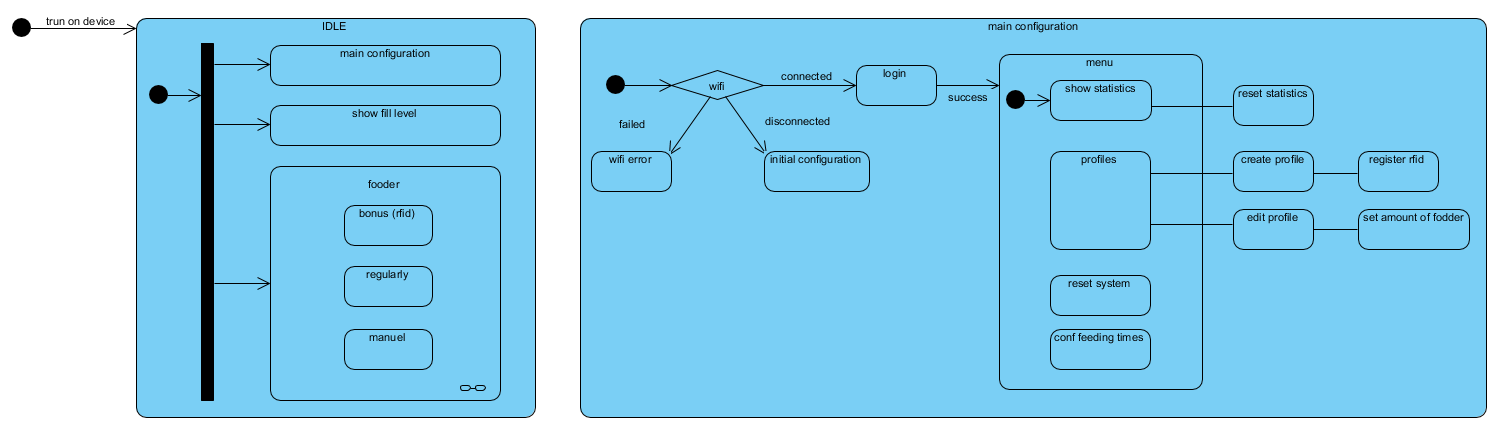 trun on device
IDLE
main configuration
show fill level
fooder
bonus (rfid)
regularly
manuel
main configuration
wifi
connected
login
success
failed
disconnected
wifi error
initial configuration
menu
show statistics
reset statistics
profiles
create profile
register rfid
edit profile
set amount of fodder
reset system
conf feeding times